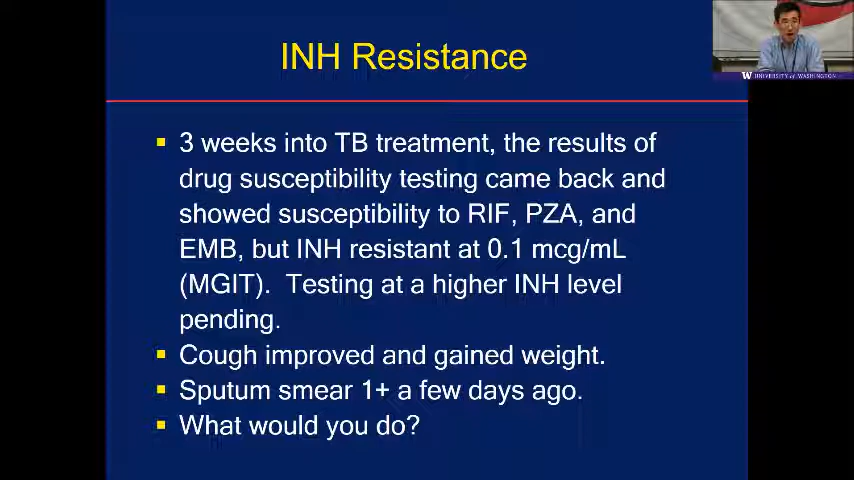 INH Resistance
3 weeks into TB treatment, the results of
drug susceptibility testing came back and
showed susceptibility to RIF, PZA, and
EMB, but INH resistant at 0.1 mcg/mL
(MGIT).  Testing at a higher INH level
pending.
Cough improved and gained weight.
Sputum smear 1+ a few days ago.
What would you do?
W UNIVERSITY of WASHINGTON